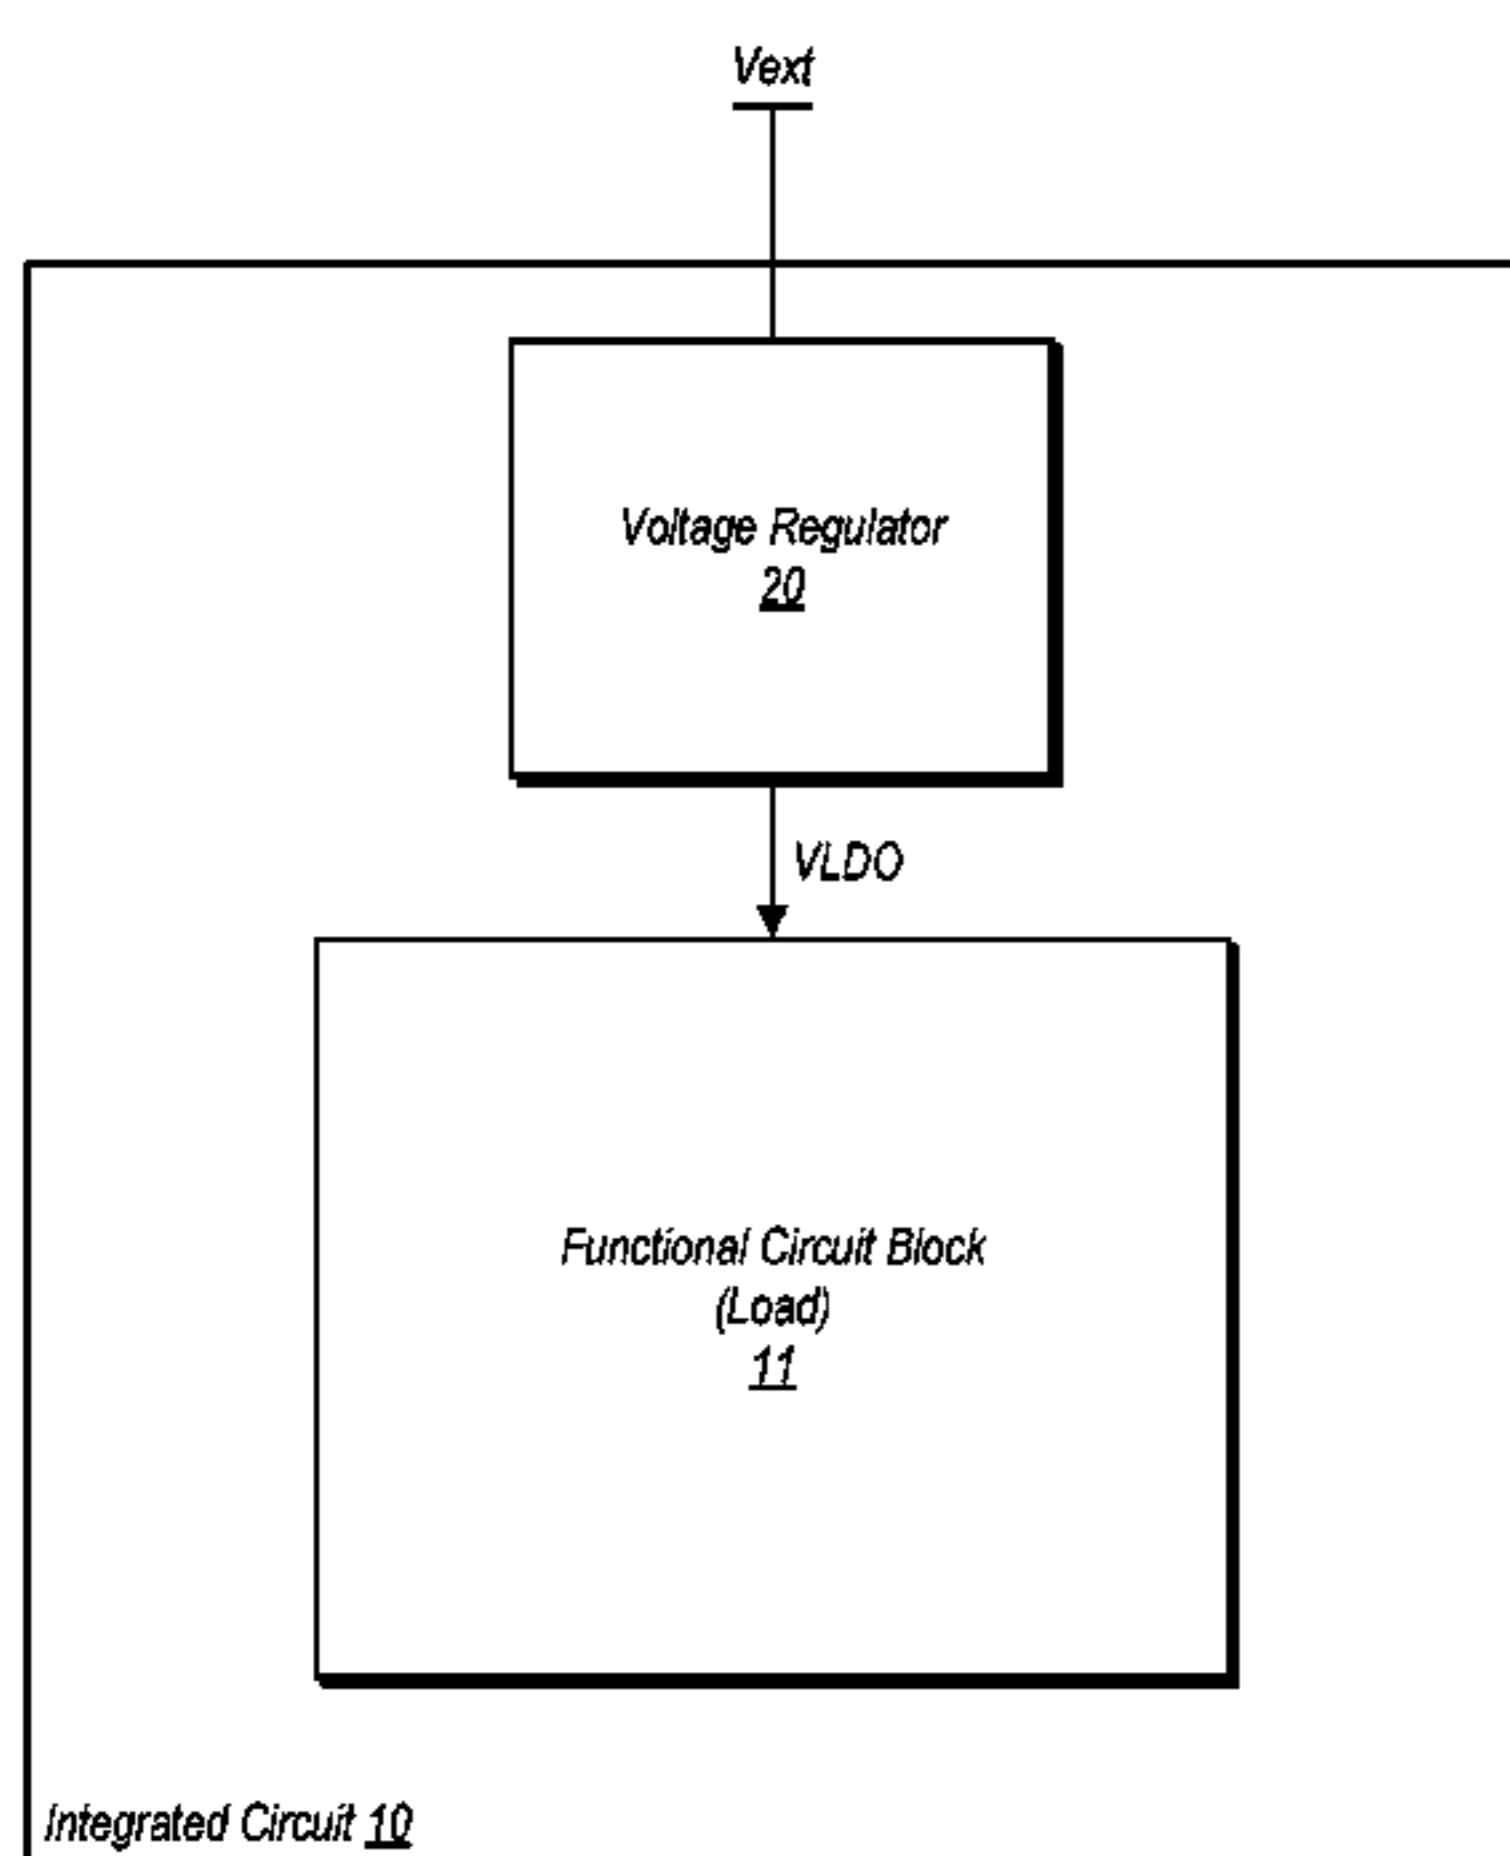 Vext
Voltage Regulator
20
VLDO
Functional Circuit Block
(Load)
11
Integrated Circuit 10